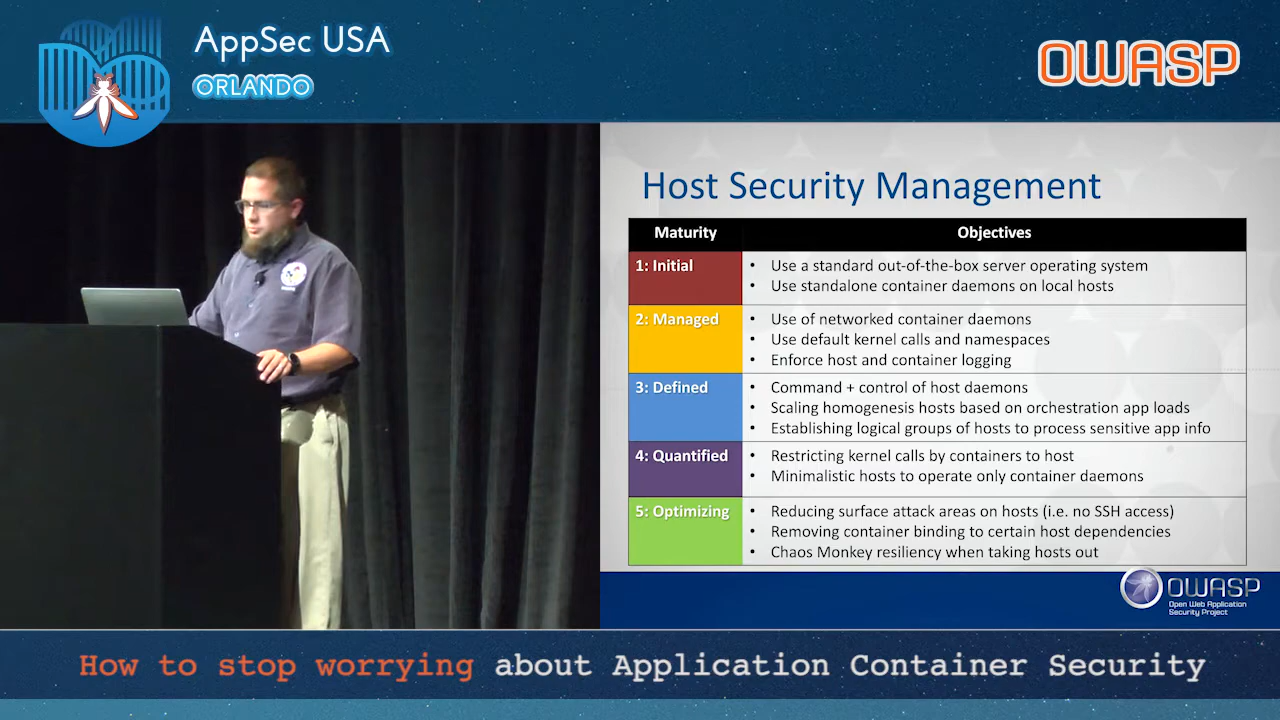 AppSec USA
ORLANDO
OWASP
Host Security Management
Maturity
Objectives
1: Initial
• Use a standard out-of-the-box server operating system
• Use standalone container daemons on local hosts
2: Managed
• Use of networked container daemons
• Use default kernel calls and namespaces
• Enforce host and container logging
3: Defined
• Command + control of host daemons
• Scaling homogenesis hosts based on orchestration app loads
• Establishing logical groups of hosts to process sensitive app info
4: Quantified
• Restricting kernel calls by containers to host
• Minimalistic hosts to operate only container daemons
5: Optimizing
• Reducing surface attack areas on hosts (i.e. no SSH access)
• Removing container binding to certain host dependencies
• Chaos Monkey resiliency when taking hosts out
OWASP
Open Web Application
Security Project
How to stop worrying about Application Container Security